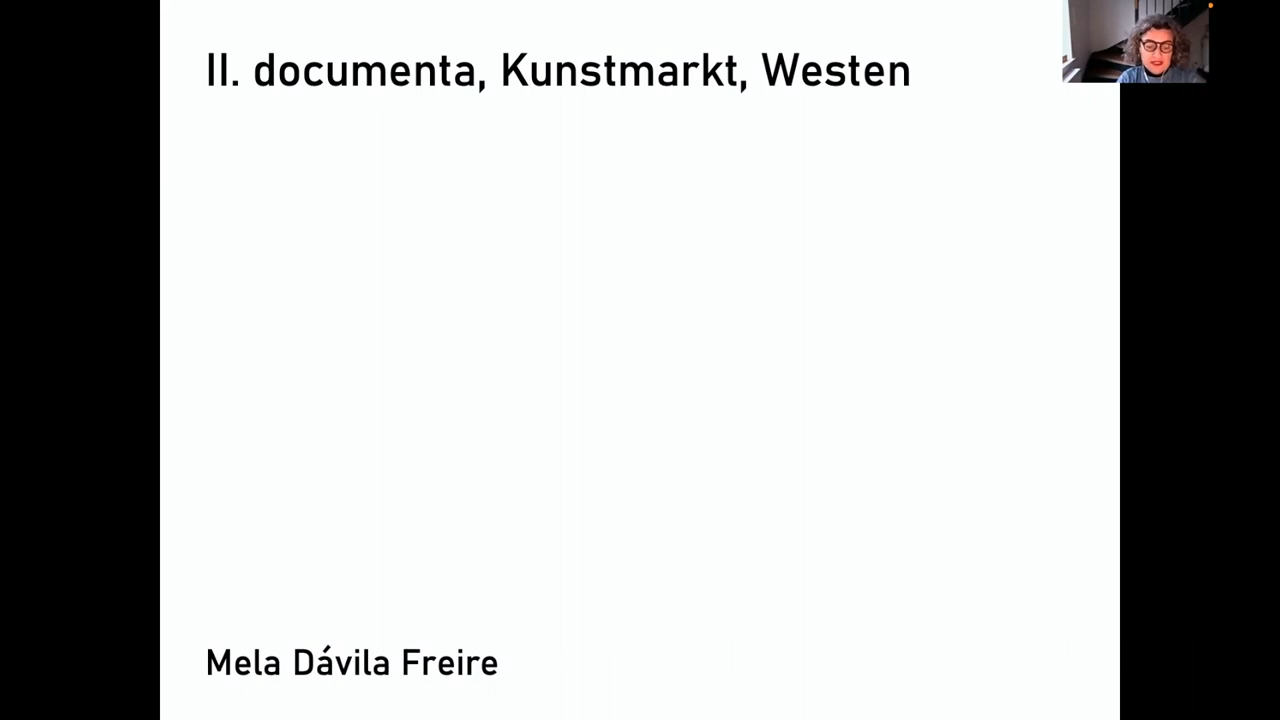 II. documenta, Kunstmarkt, Westen
Mela Dávila Freire